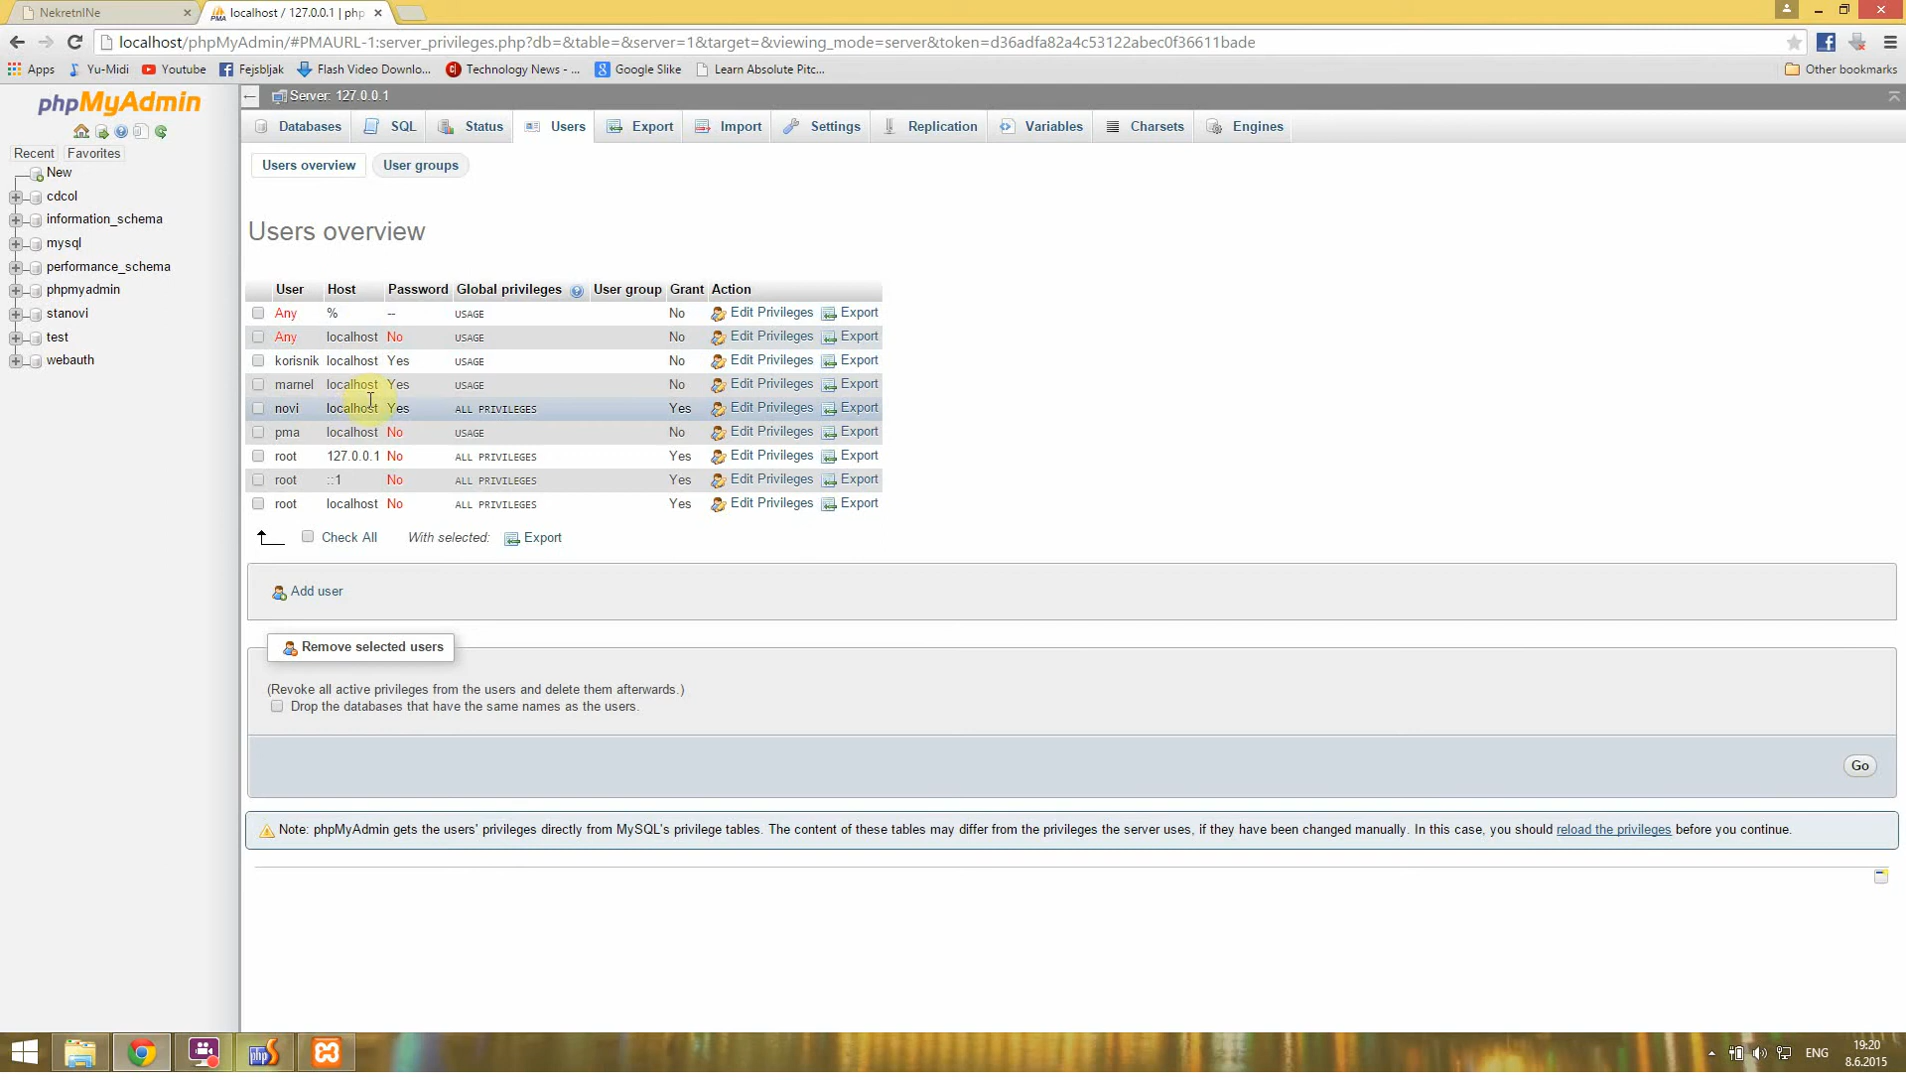 NekretnINe
localhost / 127.0.0.1 | php
localhost/phpMyAdmin/#PMAURL-1:server_privileges.php?db=&table=&server=1&target=&viewing_mode=server&token=d36adfa82a4c53122abec0f36611bade
Apps Yu-Midi Youtube Fejsbljak Flash Video Downlo... Technology News - ... Google Slike Learn Absolute Pitc... Other bookmarks
phpMyAdmin
Recent Favorites
New
cdcol
information_schema
mysql
performance_schema
phpmyadmin
stanovi
test
webauth
Server: 127.0.0.1
Databases SQL Status Users Export Import Settings Replication Variables Charsets Engines
Users overview User groups
Users overview
User Host Password Global privileges User group Grant Action
Any % -- USAGE No Edit Privileges Export
Any localhost No USAGE No Edit Privileges Export
korisnik localhost Yes USAGE No Edit Privileges Export
marnel localhost Yes USAGE No Edit Privileges Export
novi localhost Yes ALL PRIVILEGES Yes Edit Privileges Export
pma localhost No USAGE No Edit Privileges Export
root 127.0.0.1 No ALL PRIVILEGES Yes Edit Privileges Export
root ::1 No ALL PRIVILEGES Yes Edit Privileges Export
root localhost No ALL PRIVILEGES Yes Edit Privileges Export
Check All With selected: Export
Add user
Remove selected users
(Revoke all active privileges from the users and delete them afterwards.)
Drop the databases that have the same names as the users.
Go
Note: phpMyAdmin gets the users' privileges directly from MySQL's privilege tables. The content of these tables may differ from the privileges the server uses, if they have been changed manually. In this case, you should reload the privileges before you continue.
ENG
19:20
8.6.2015